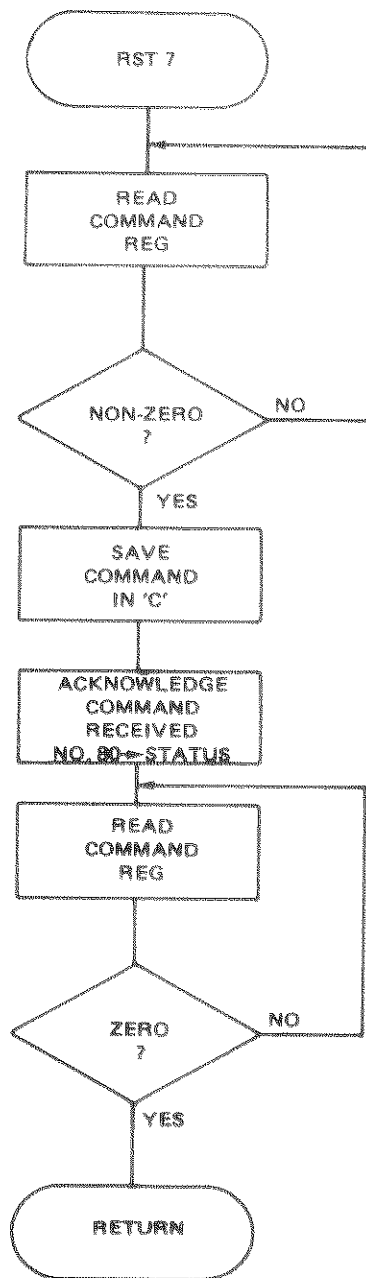 RST 7
READ
COMMAND
REG
NON-ZERO
?
NO
YES
SAVE
COMMAND
IN 'C'
ACKNOWLEDGE
COMMAND
RECEIVED
NO. 80→STATUS
READ
COMMAND
REG
ZERO
?
NO
YES
RETURN